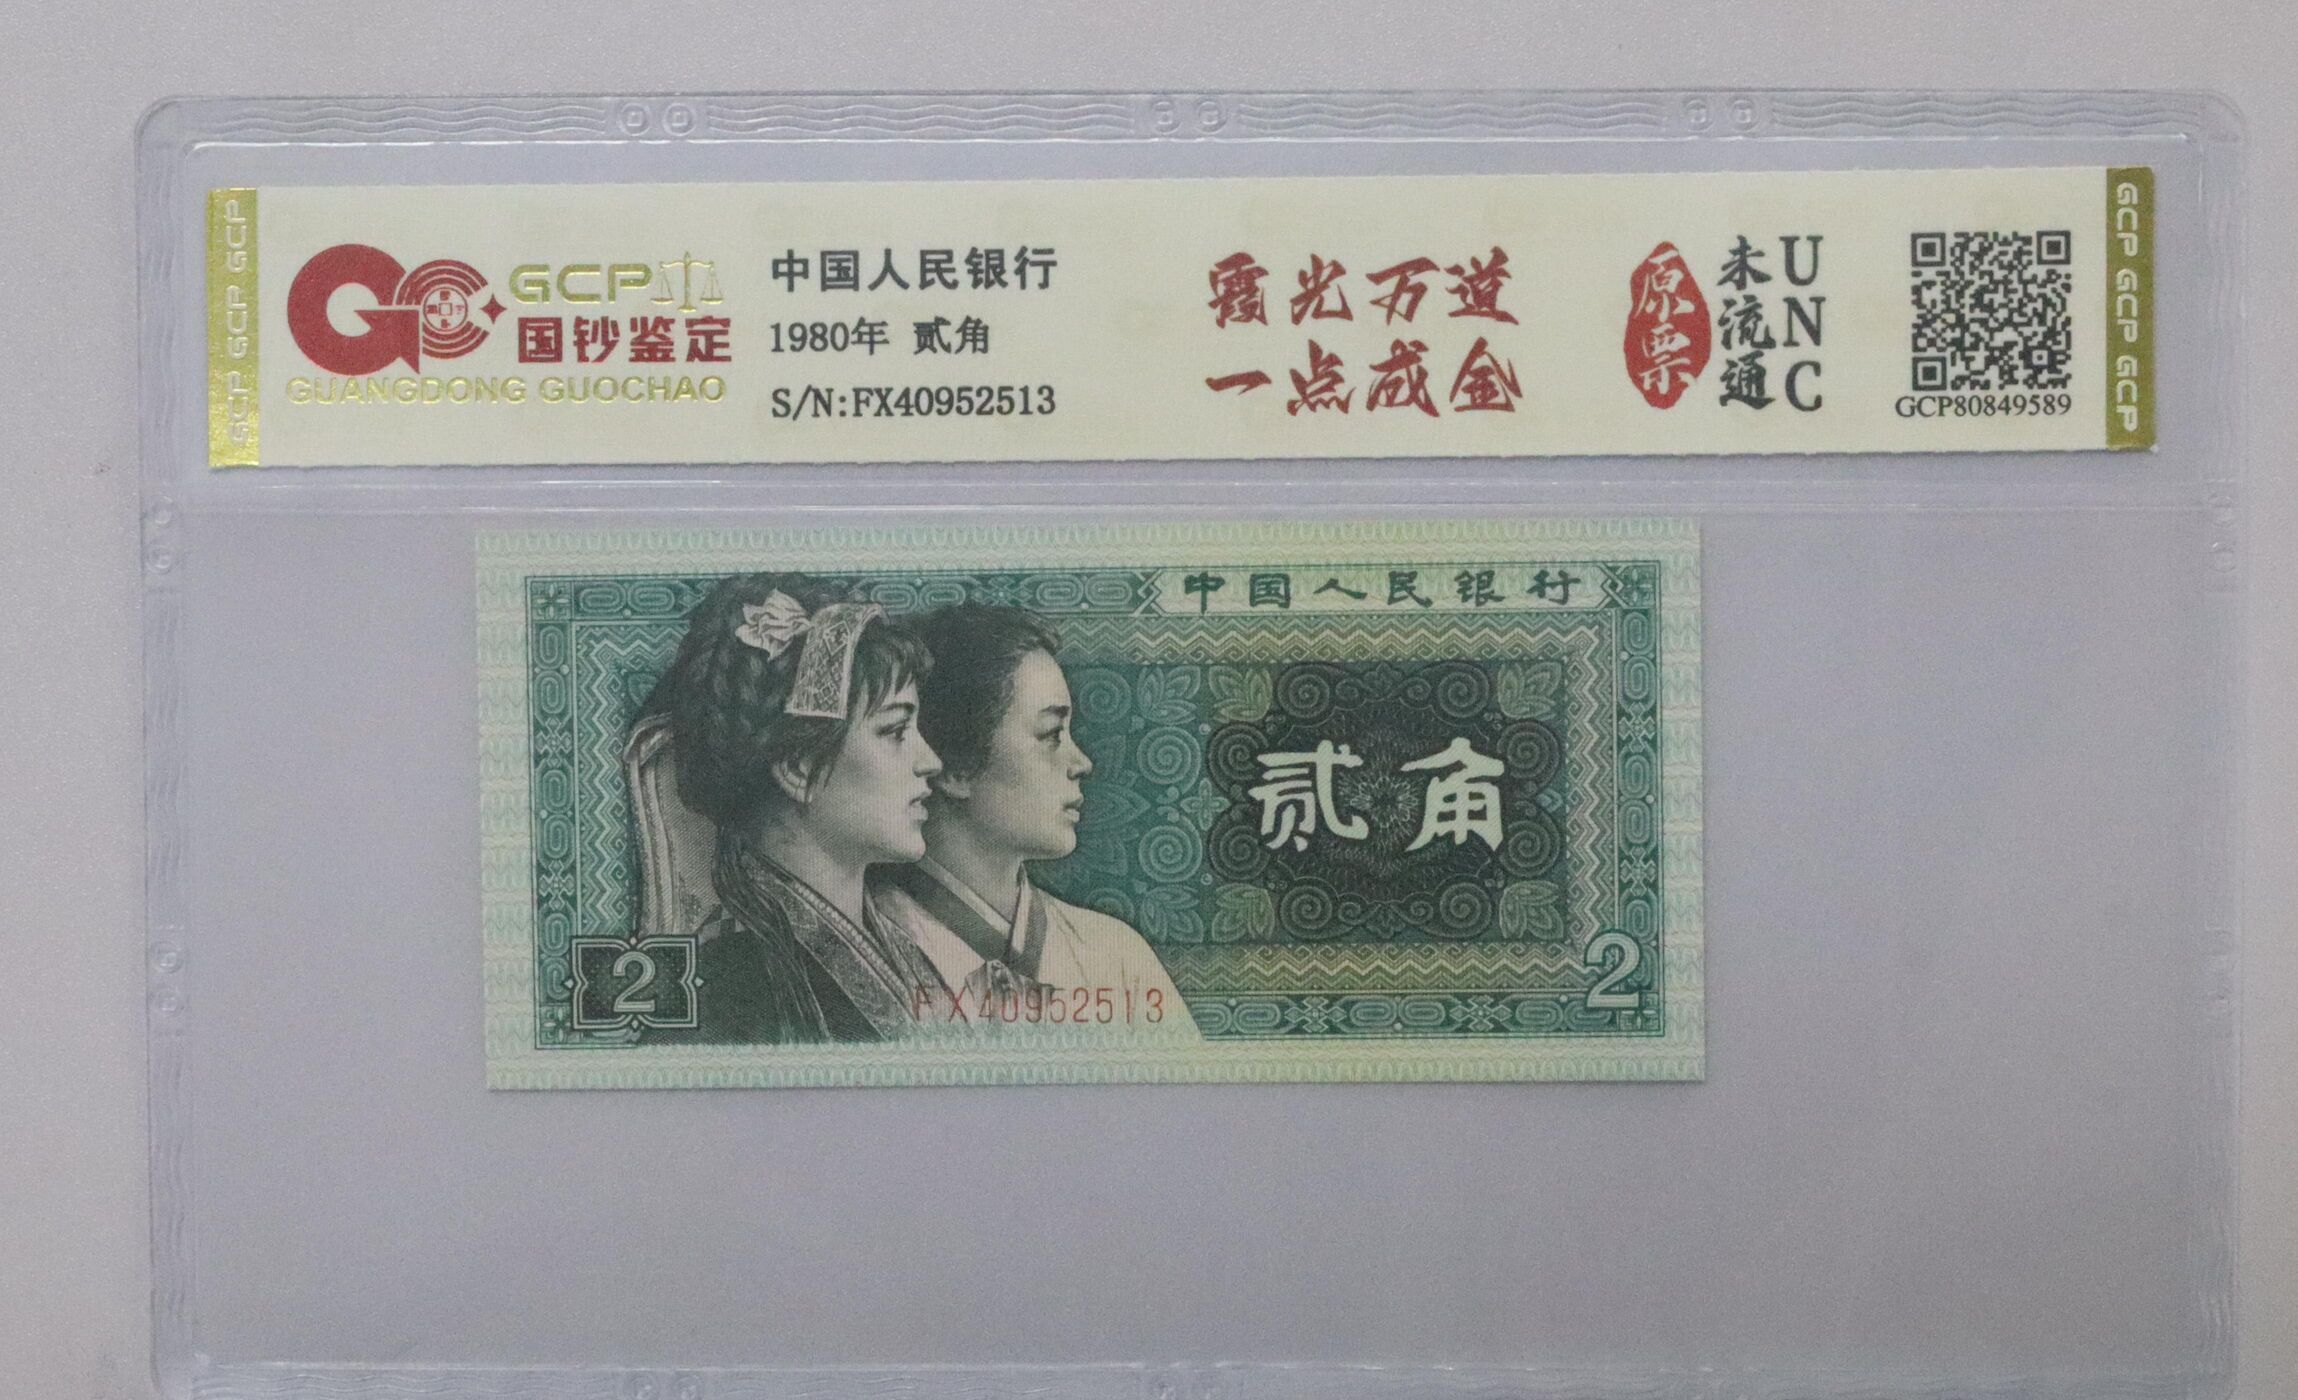 GCP GCP GCP
GCP
国钞鉴定
GUANGDONG GUOCHAO
中国人民银行
1980年 贰角
S/N:FX40952513
霞光万道
一点成金
原票
未流通
UNC
GCP80849589
GCP GCP GCP
中国人民银行
贰角
2
2
FX40952513